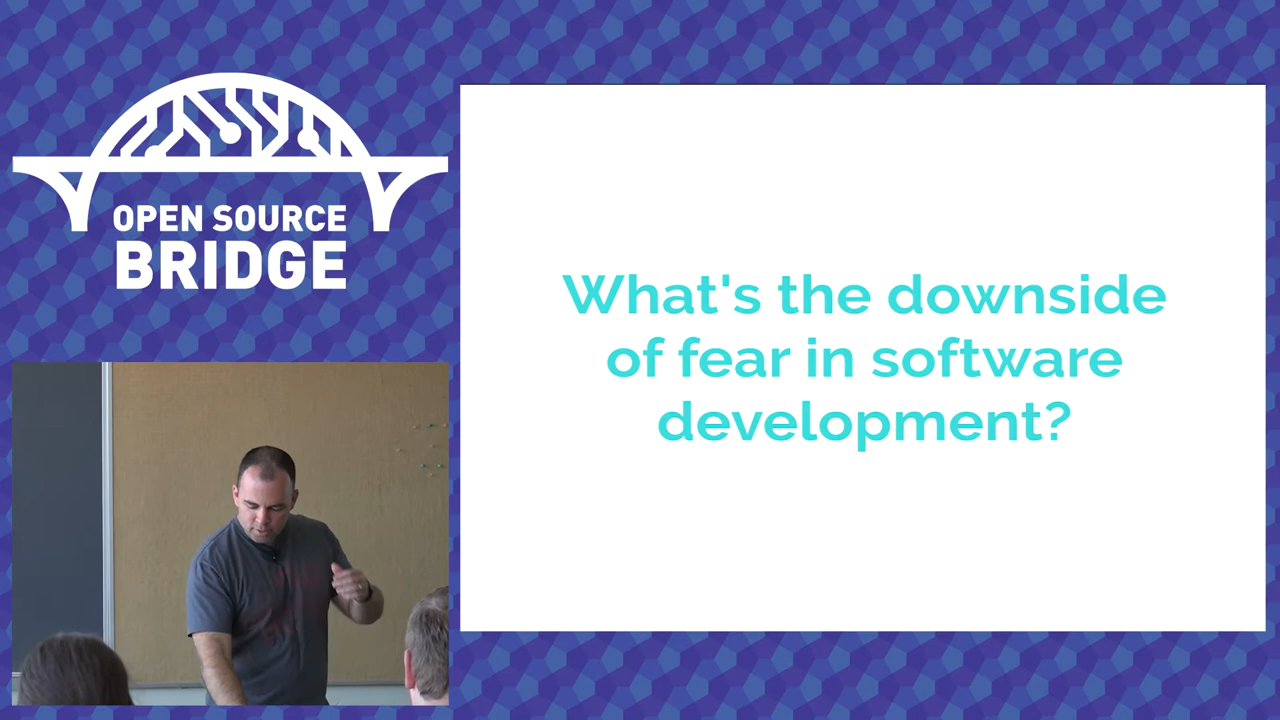 OPEN SOURCE
BRIDGE
What's the downside
of fear in software
development?